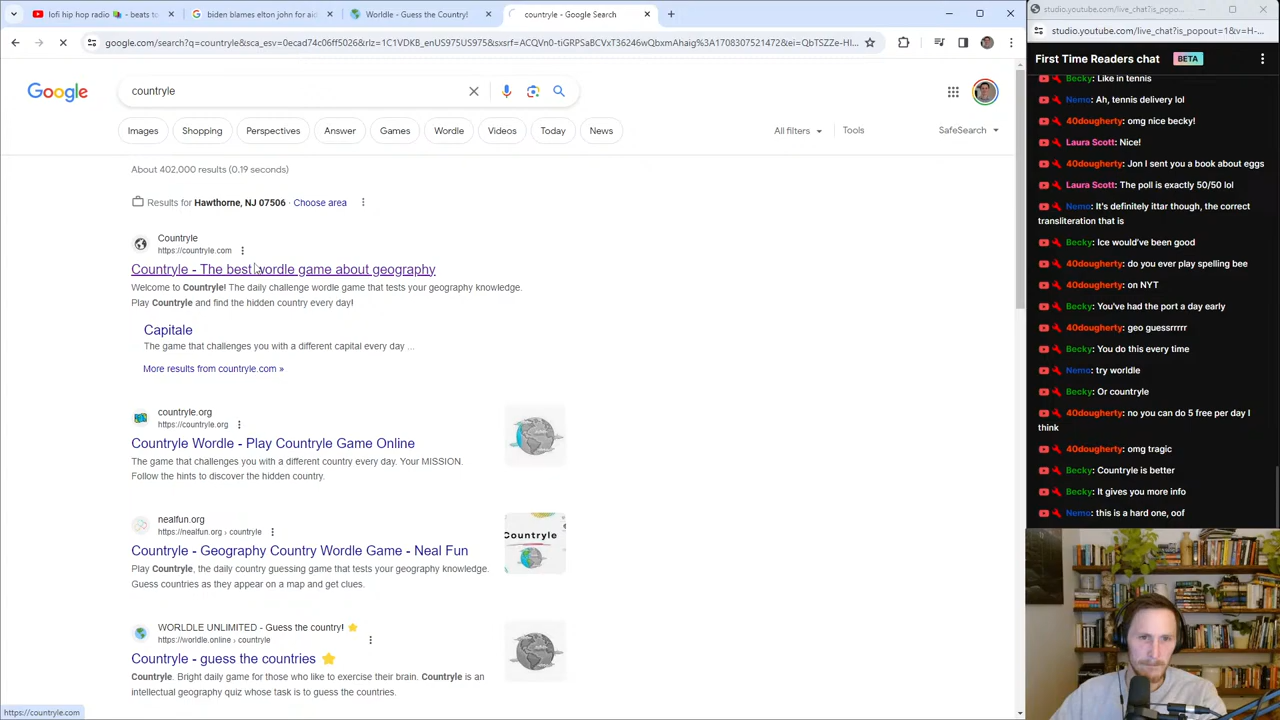 lofi hip hop radio 📚 - beats to
biden blames elton john for aid
Worldle - Guess the Country!
countryle - Google Search
google.com/search?q=countryle&sca_esv=
studio.youtube.com/live_chat?is_popo...
studio.youtube.com/live_chat?is_popout=1&v=H-...
Google
countryle
Images
Shopping
Perspectives
Answer
Games
Wordle
Videos
Today
News
All filters
Tools
SafeSearch
About 402,000 results (0.19 seconds)
Results for Hawthorne, NJ 07506 · Choose area
Countryle
https://countryle.com
Countryle - The best wordle game about geography
Welcome to Countryle! The daily challenge wordle game that tests your geography knowledge.
Play Countryle and find the hidden country every day!
Capitale
The game that challenges you with a different capital every day ...
More results from countryle.com »
countryle.org
https://countryle.org
Countryle Wordle - Play Countryle Game Online
The game that challenges you with a different country every day. Your MISSION.
Follow the hints to discover the hidden country.
nealfun.org
https://nealfun.org › countryle
Countryle - Geography Country Wordle Game - Neal Fun
Play Countryle, the daily country guessing game that tests your geography knowledge.
Guess countries as they appear on a map and get clues.
Countryle
WORLDLE UNLIMITED - Guess the country! ⭐
https://worldle.online › countryle
Countryle - guess the countries ⭐
Countryle. Bright daily game for those who like to exercise their brain. Countryle is an
intellectual geography quiz whose task is to guess the countries.
https://countryle.com
First Time Readers chat BETA
Becky: Like in tennis
Nemo: Ah, tennis delivery lol
40dougherty: omg nice becky!
Laura Scott: Nice!
40dougherty: Jon I sent you a book about eggs
Laura Scott: The poll is exactly 50/50 lol
Nemo: It's definitely ittar though, the correct
transliteration that is
Becky: Ice would've been good
40dougherty: do you ever play spelling bee
40dougherty: on NYT
Becky: You've had the port a day early
40dougherty: geo guessrrrrr
Becky: You do this every time
Nemo: try worldle
Becky: Or countryle
40dougherty: no you can do 5 free per day I
think
40dougherty: omg tragic
Becky: Countryle is better
Becky: It gives you more info
Nemo: this is a hard one, oof